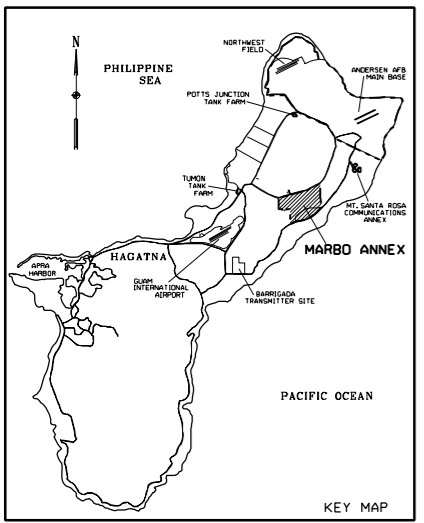 N
PHILIPPINE
SEA
NORTHWEST
FIELD
ANDERSEN AFB
MAIN BASE
POTTS JUNCTION
TANK FARM
TUMON
TANK
FARM
MT. SANTA ROSA
COMMUNICATIONS
ANNEX
MARBO ANNEX
HAGATNA
APRA
HARBOR
GUAM
INTERNATIONAL
AIRPORT
BARRIGADA
TRANSMITTER SITE
PACIFIC OCEAN
KEY MAP